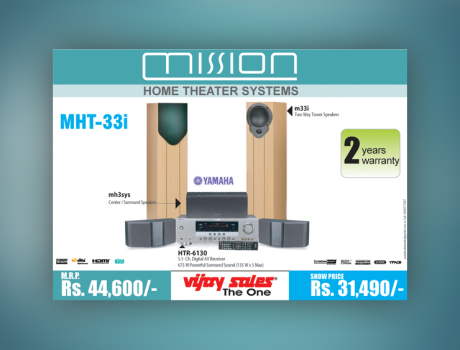 mission
HOME THEATER SYSTEMS
MHT-33i
m33i
Two Way Tower Speakers
2 years
warranty
YAMAHA
mh3sys
Center / Surround Speakers
HTR-6130
5.1 Ch. Digital AV Receiver
675 W Powerful Surround Sound (135 W x 5 Max)
HDMI
M.R.P.
Rs. 44,600/-
vijay sales
The One
SHOW PRICE
Rs. 31,490/-